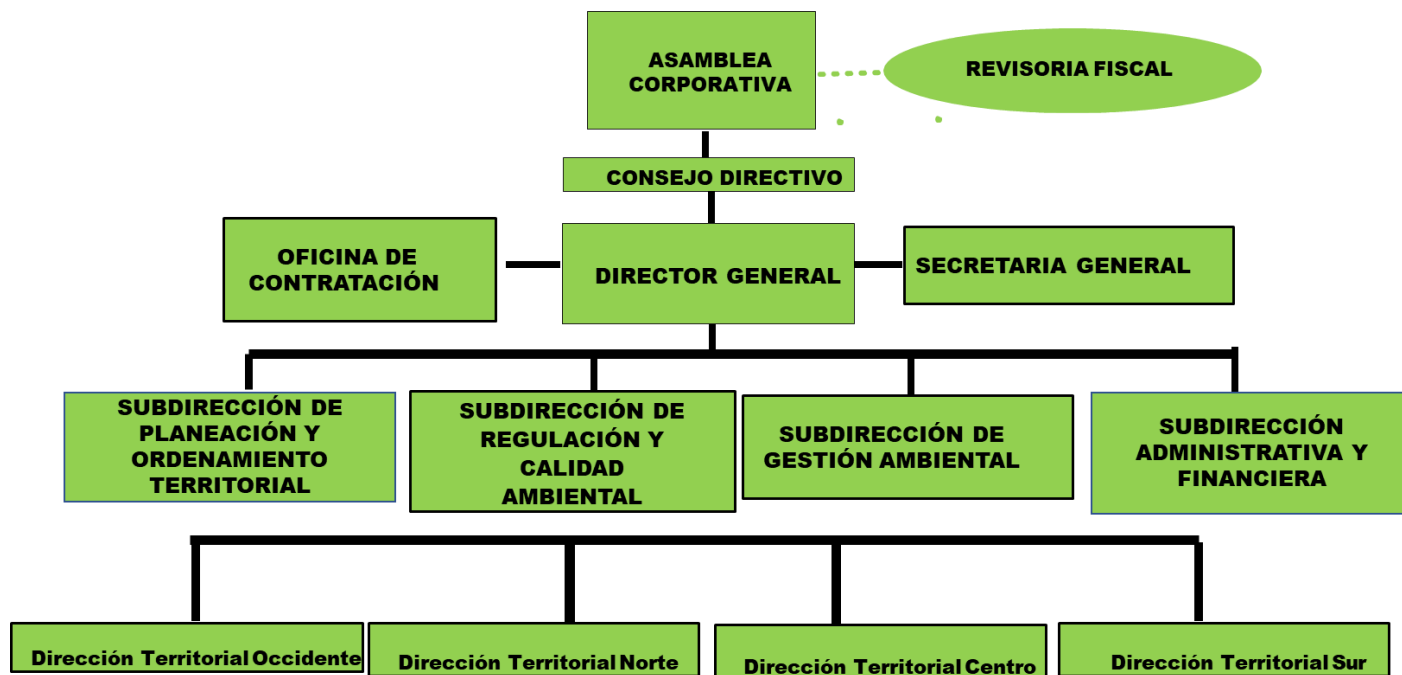 ASAMBLEA
CORPORATIVA
REVISORIA FISCAL
CONSEJO DIRECTIVO
OFICINA DE
CONTRATACIÓN
DIRECTOR GENERAL
SECRETARIA GENERAL
SUBDIRECCIÓN DE
PLANEACIÓN Y
ORDENAMIENTO
TERRITORIAL
SUBDIRECCIÓN DE
REGULACIÓN Y
CALIDAD
AMBIENTAL
SUBDIRECCIÓN DE
GESTIÓN AMBIENTAL
SUBDIRECCIÓN
ADMINISTRATIVA Y
FINANCIERA
Dirección Territorial Occidente
Dirección Territorial Norte
Dirección Territorial Centro
Dirección Territorial Sur